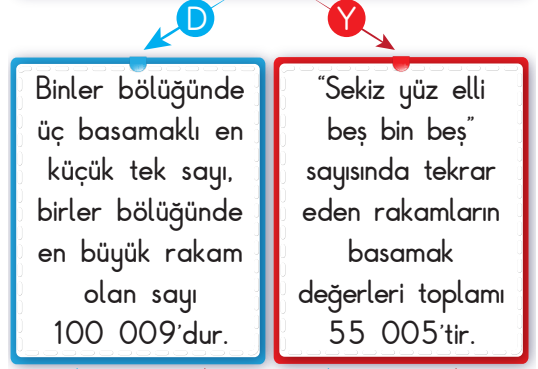 D
Y
Binler bölüğünde
üç basamaklı en
küçük tek sayı,
birler bölüğünde
en büyük rakam
olan sayı
100 009'dur.
“Sekiz yüz elli
beş bin beş”
sayısında tekrar
eden rakamların
basamak
değerleri toplamı
55 005'tir.